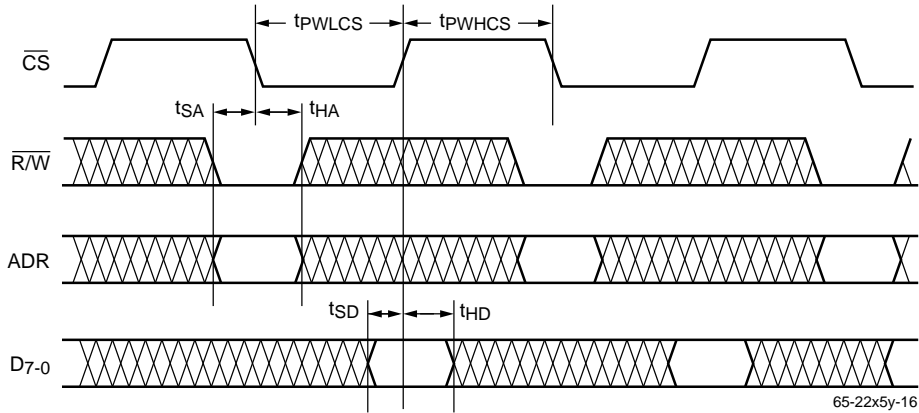 tPWLCS tPWHCS
CS
tSA tHA
R/W
ADR
tSD tHD
D7-0
65-22x5y-16